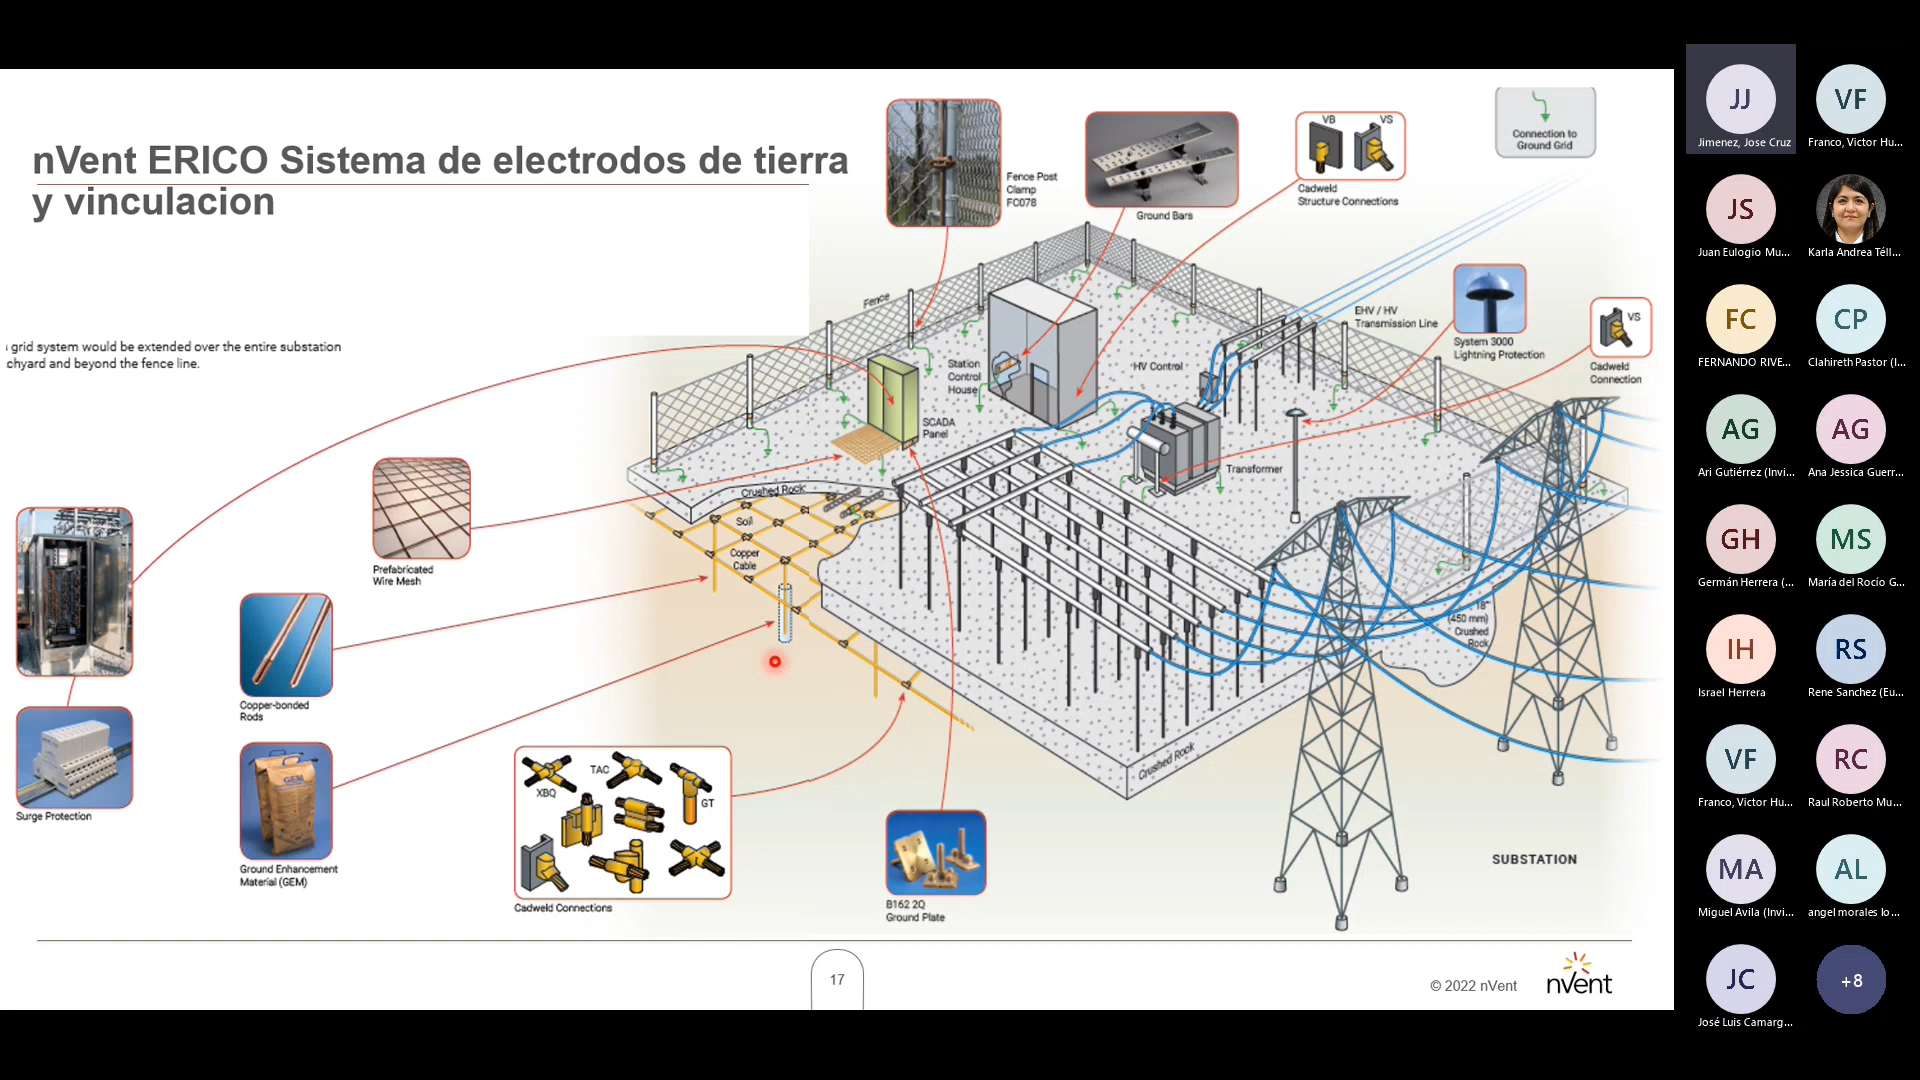 nVent ERICO Sistema de electrodos de tierra
y vinculacion
grid system would be extended over the entire substation
chyard and beyond the fence line.
Fence Post
Clamp
FC078
Ground Bars
VB
VS
Cadweld
Structure Connections
Connection to
Ground Grid
Fence
EHV / HV
Transmission Line
System 3000
Lightning Protection
VS
Cadweld
Connection
Station
Control
House
HV Control
SCADA
Panel
Transformer
Crushed Rock
Soil
Copper
Cable
Prefabricated
Wire Mesh
18"
(450 mm)
Crushed
Rock
Copper-bonded
Rods
Surge Protection
GEM
Ground Enhancement
Material (GEM)
TAC
XBQ
GT
Cadweld Connections
B162 2Q
Ground Plate
Crushed Rock
SUBSTATION
17
© 2022 nVent
nVent
JJ
Jimenez, Jose Cruz
VF
Franco, Victor Hu...
JS
Juan Eulogio Mu...
Karla Andrea Téll...
FC
FERNANDO RIVE...
CP
Clahireth Pastor (I...
AG
Ari Gutiérrez (Invi...
AG
Ana Jessica Guerr...
GH
Germán Herrera (...
MS
María del Rocío G...
IH
Israel Herrera
RS
Rene Sanchez (Eu...
VF
Franco, Victor Hu...
RC
Raul Roberto Mu...
MA
Miguel Avila (Invi...
AL
angel morales lo...
JC
José Luis Camarg...
+8